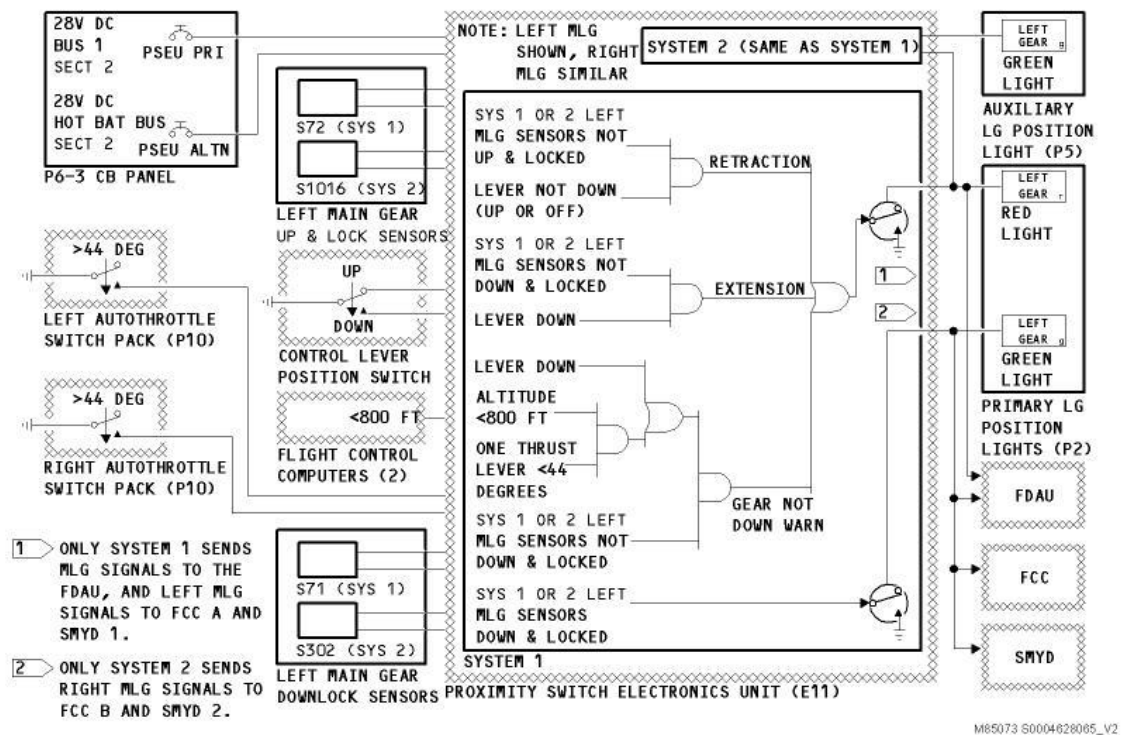 28V DC
BUS 1
SECT 2
PSEU PRI
28V DC
HOT BAT BUS
SECT 2
PSEU ALTN
P6-3 CB PANEL
>44 DEG
LEFT AUTOTHROTTLE
SWITCH PACK (P10)
>44 DEG
RIGHT AUTOTHROTTLE
SWITCH PACK (P10)
1
ONLY SYSTEM 1 SENDS
MLG SIGNALS TO THE
FDAU, AND LEFT MLG
SIGNALS TO FCC A AND
SMYD 1.
2
ONLY SYSTEM 2 SENDS
RIGHT MLG SIGNALS TO
FCC B AND SMYD 2.
S72 (SYS 1)
S1016 (SYS 2)
LEFT MAIN GEAR
UP & LOCK SENSORS
UP
DOWN
CONTROL LEVER
POSITION SWITCH
<800 FT
FLIGHT CONTROL
COMPUTERS (2)
S71 (SYS 1)
S302 (SYS 2)
LEFT MAIN GEAR
DOWNLOCK SENSORS
NOTE: LEFT MLG
SHOWN, RIGHT
MLG SIMILAR
SYSTEM 2 (SAME AS SYSTEM 1)
SYS 1 OR 2 LEFT
MLG SENSORS NOT
UP & LOCKED
RETRACTION
LEVER NOT DOWN
(UP OR OFF)
SYS 1 OR 2 LEFT
MLG SENSORS NOT
DOWN & LOCKED
EXTENSION
LEVER DOWN
LEVER DOWN
ALTITUDE
<800 FT
ONE THRUST
LEVER <44
DEGREES
GEAR NOT
DOWN WARN
SYS 1 OR 2 LEFT
MLG SENSORS NOT
DOWN & LOCKED
SYS 1 OR 2 LEFT
MLG SENSORS
DOWN & LOCKED
1
2
SYSTEM 1
PROXIMITY SWITCH ELECTRONICS UNIT (E11)
LEFT
GEAR g
GREEN
LIGHT
AUXILIARY
LG POSITION
LIGHT (P5)
LEFT
GEAR r
RED
LIGHT
LEFT
GEAR g
GREEN
LIGHT
PRIMARY LG
POSITION
LIGHTS (P2)
FDAU
FCC
SMYD
M85073 S0004628065_V2